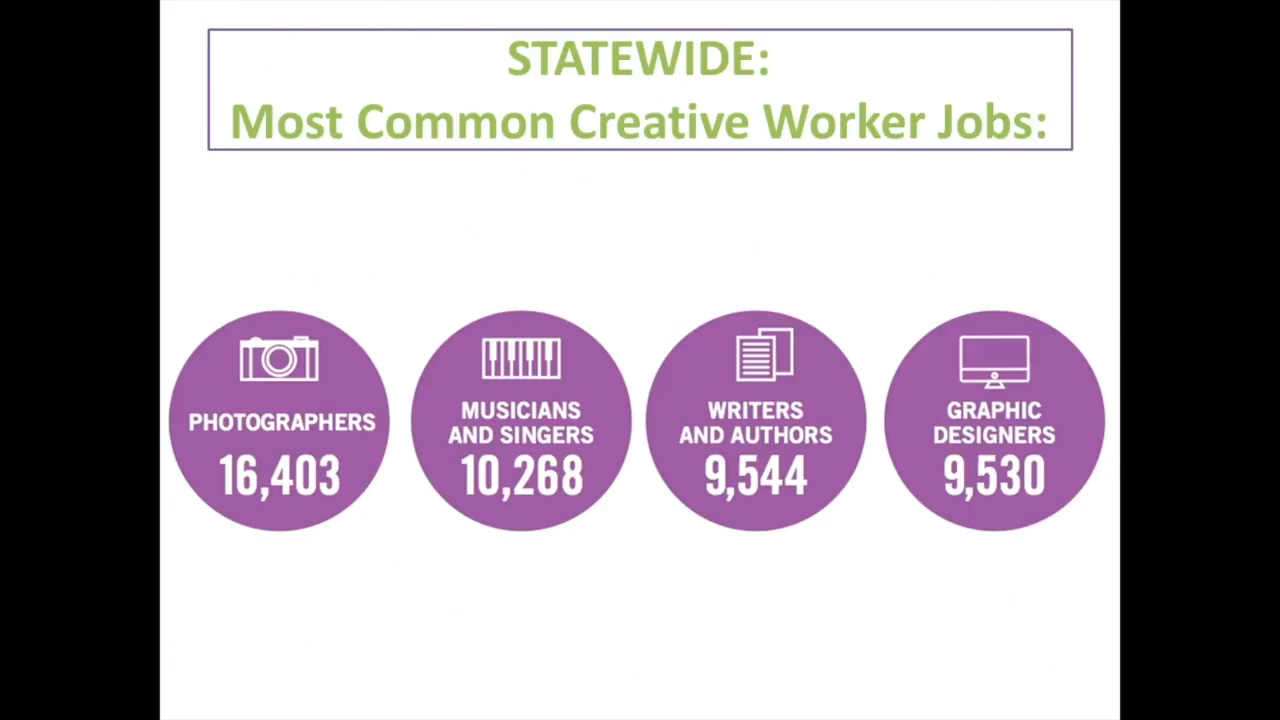 STATEWIDE:
Most Common Creative Worker Jobs:
PHOTOGRAPHERS
16,403
MUSICIANS
AND SINGERS
10,268
WRITERS
AND AUTHORS
9,544
GRAPHIC
DESIGNERS
9,530